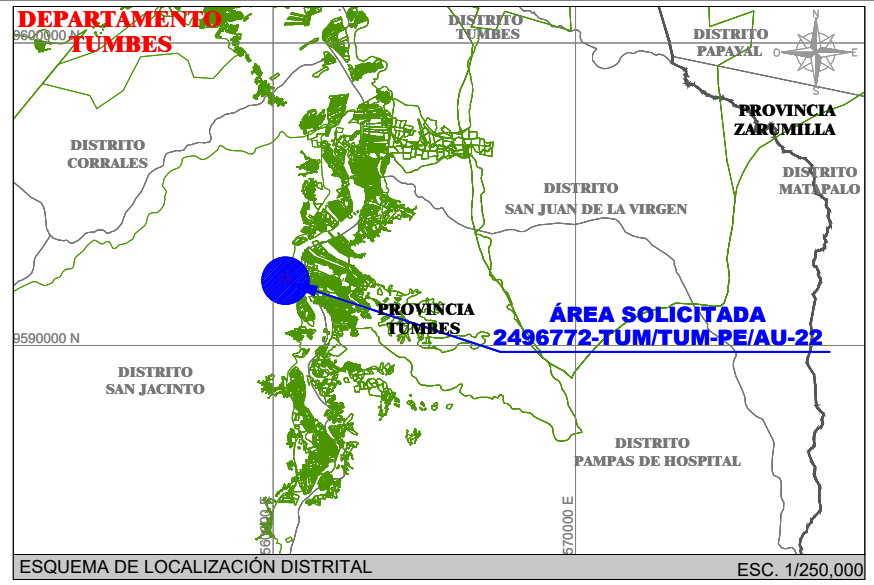 DEPARTAMENTO
TUMBES
9600000 N
DISTRITO
TUMBES
DISTRITO
PAPAYAL
N
O
E
S
PROVINCIA
ZARUMILLA
DISTRITO
CORRALES
DISTRITO
MATAPALO
DISTRITO
SAN JUAN DE LA VIRGEN
PROVINCIA
TUMBES
ÁREA SOLICITADA
2496772-TUM/TUM-PE/AU-22
9590000 N
DISTRITO
SAN JACINTO
DISTRITO
PAMPAS DE HOSPITAL
560000 E
570000 E
ESQUEMA DE LOCALIZACIÓN DISTRITAL
ESC. 1/250,000